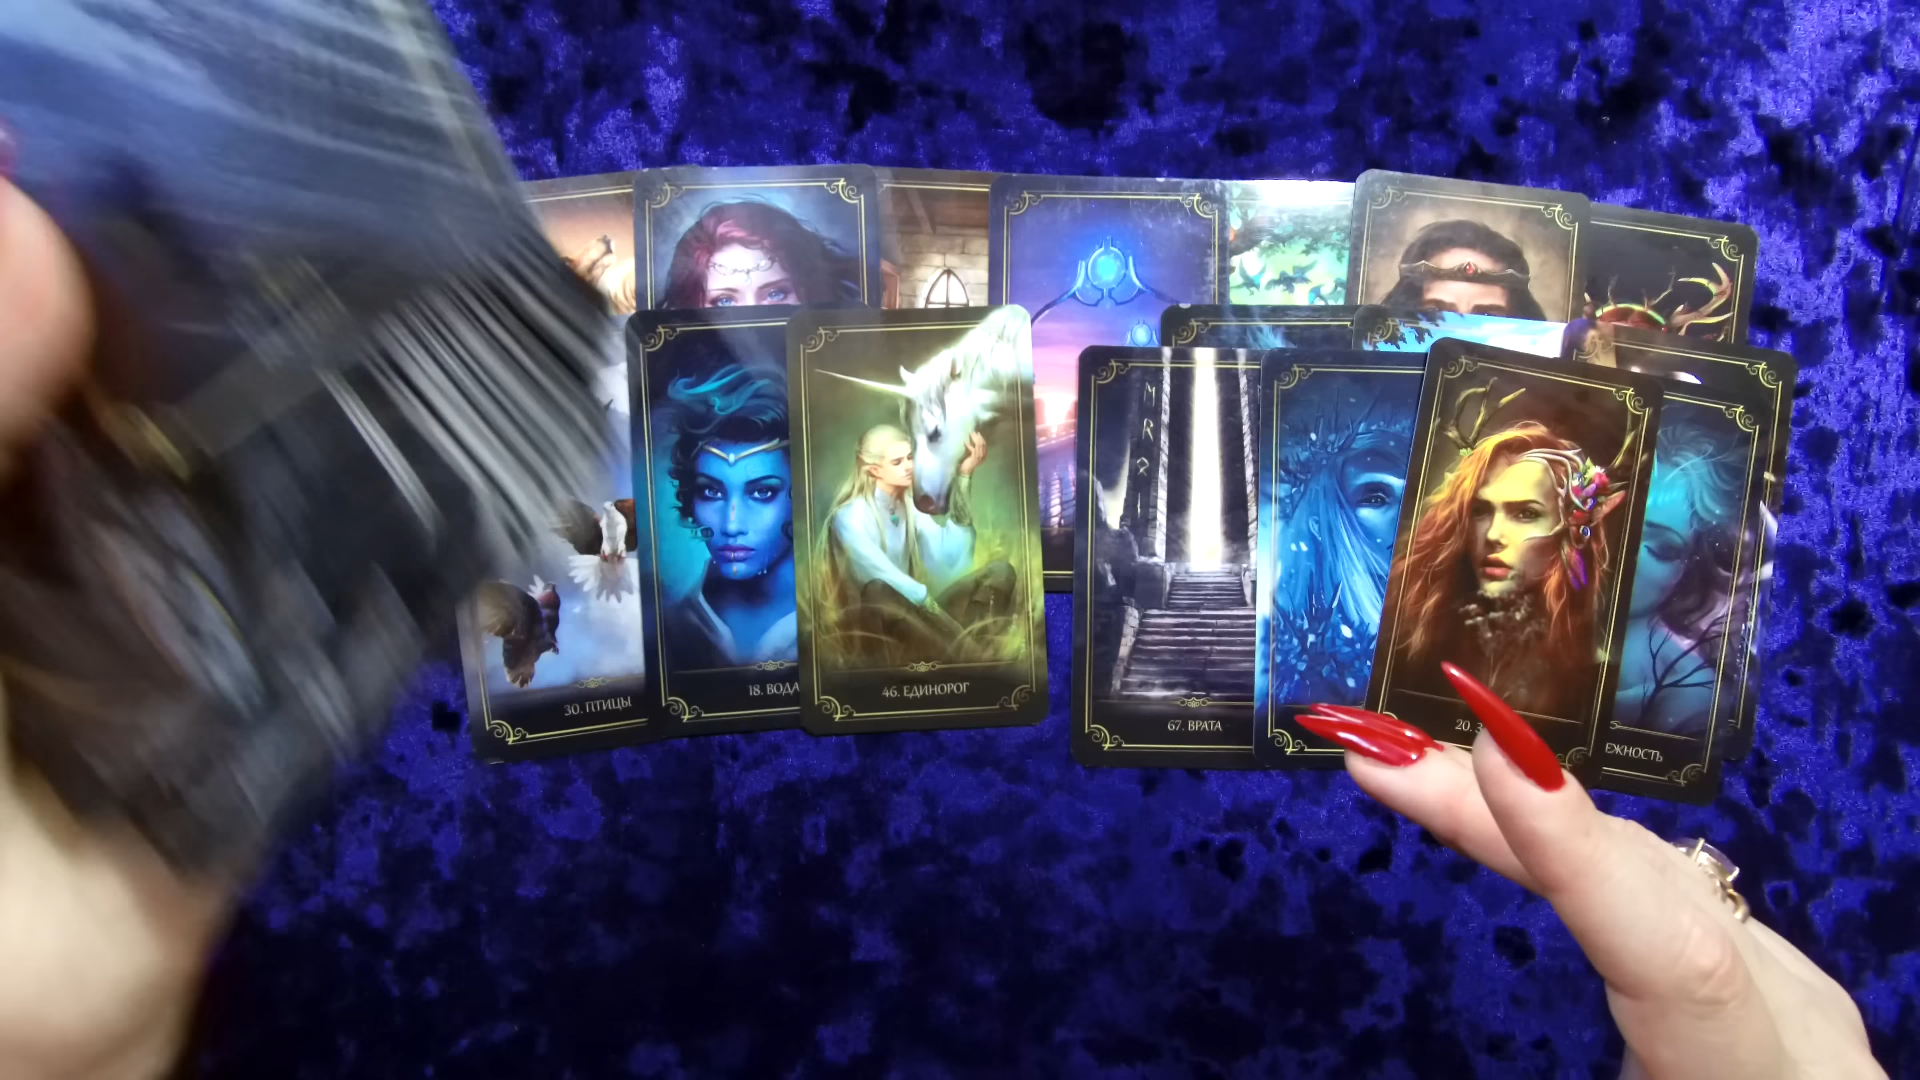 30. ПТИЦЫ
18. ВОДА
46. ЕДИНОРОГ
67. ВРАТА
20. З
ЕЖНОСТЬ